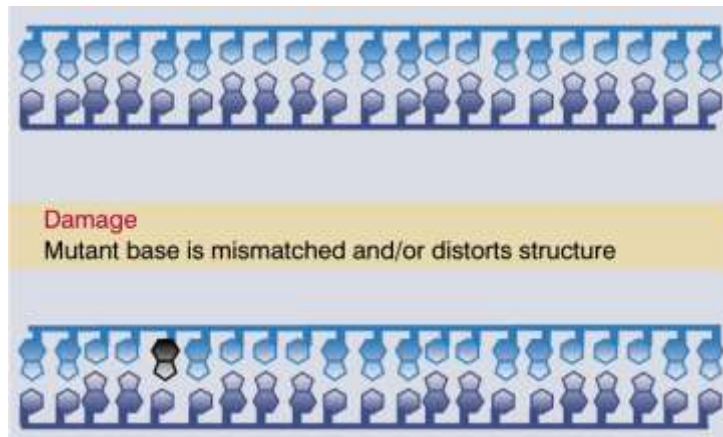 Damage
Mutant base is mismatched and/or distorts structure